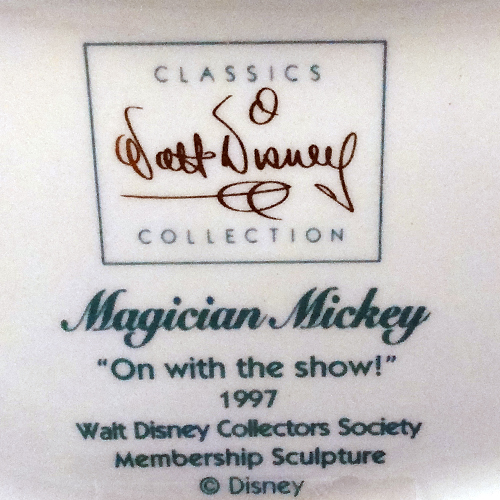 CLASSICS
Walt Disney
COLLECTION
Magician Mickey
“On with the show!”
1997
Walt Disney Collectors Society
Membership Sculpture
© Disney